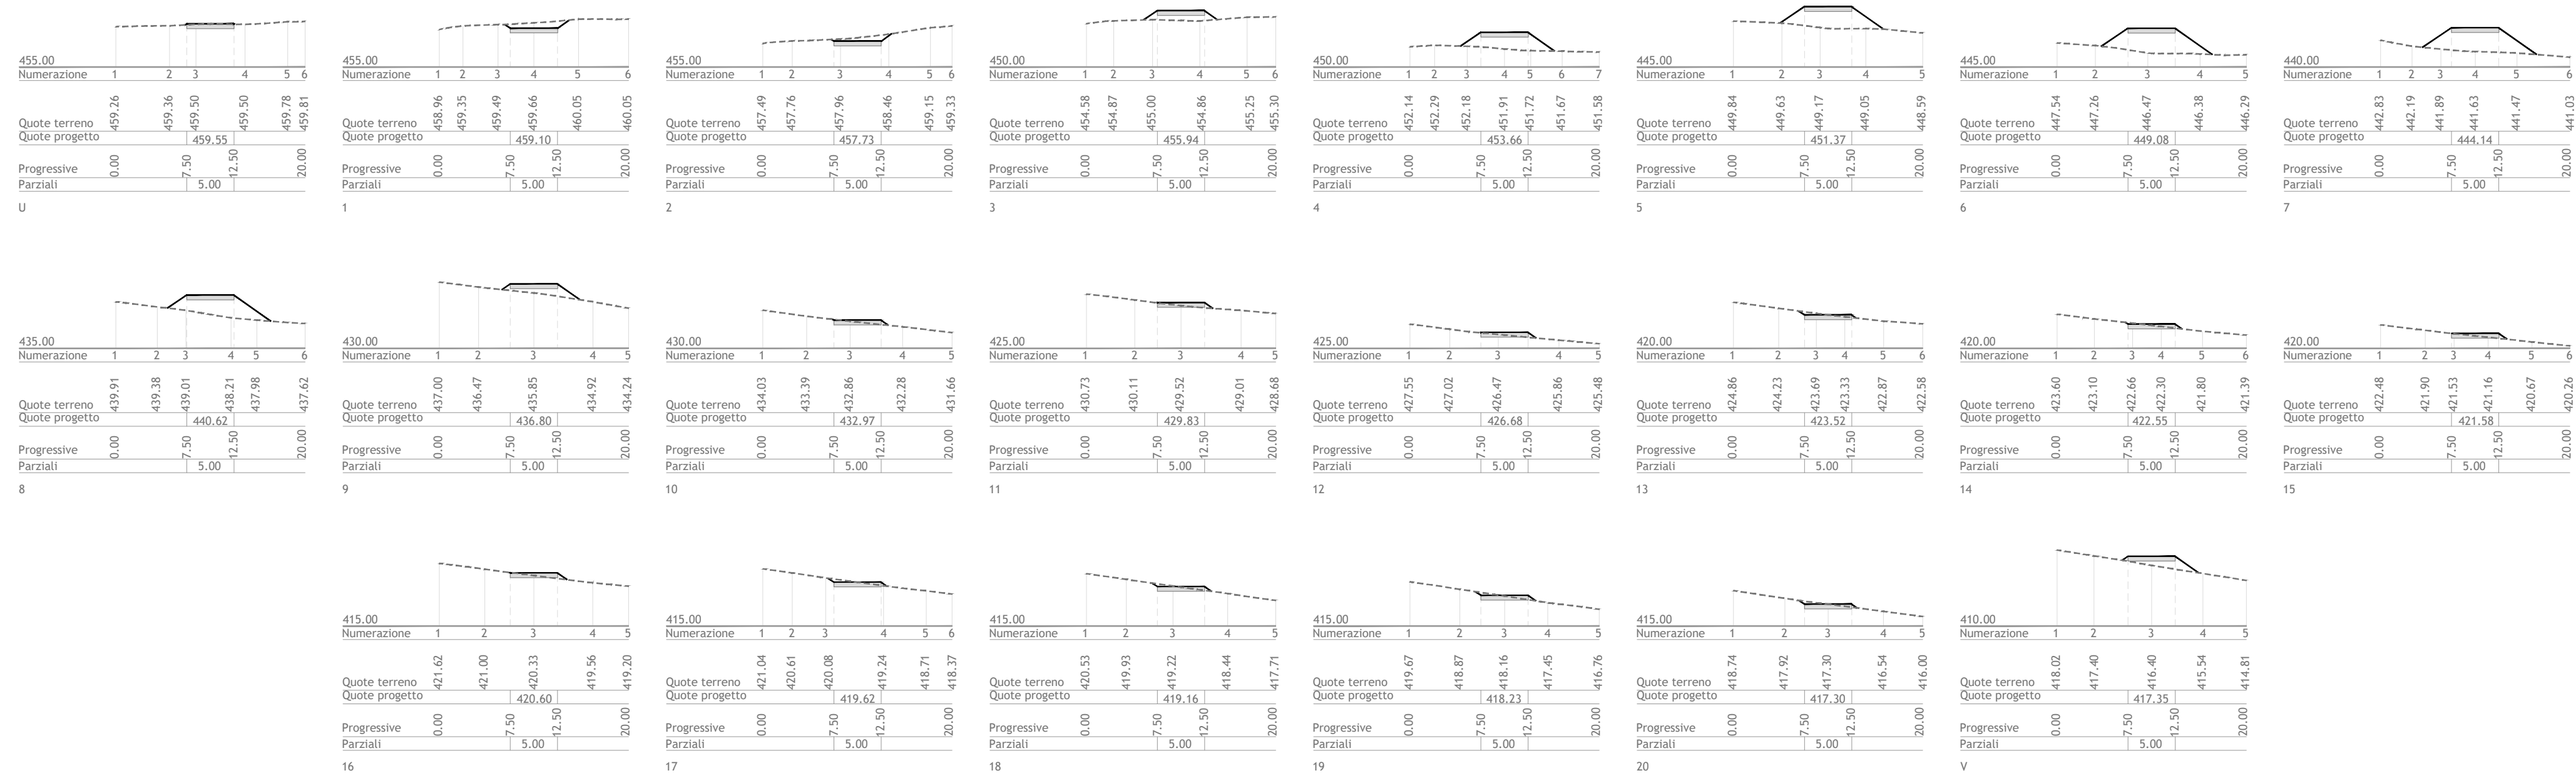 455.00
Numerazione 1 2 3 4 5 6
Quote terreno 459.26 459.36 459.50 459.50 459.78 459.81
Quote progetto 459.55
Progressive 0.00 7.50 12.50 20.00
Parziali 5.00
U
455.00
Numerazione 1 2 3 4 5 6
Quote terreno 458.96 459.35 459.49 459.66 460.05 460.05
Quote progetto 459.10
Progressive 0.00 7.50 12.50 20.00
Parziali 5.00
1
455.00
Numerazione 1 2 3 4 5 6
Quote terreno 457.49 457.76 457.96 458.46 459.15 459.33
Quote progetto 457.73
Progressive 0.00 7.50 12.50 20.00
Parziali 5.00
2
450.00
Numerazione 1 2 3 4 5 6
Quote terreno 454.58 454.87 455.00 454.86 455.25 455.30
Quote progetto 455.94
Progressive 0.00 7.50 12.50 20.00
Parziali 5.00
3
450.00
Numerazione 1 2 3 4 5 6 7
Quote terreno 452.14 452.29 452.18 451.91 451.72 451.67 451.58
Quote progetto 453.66
Progressive 0.00 7.50 12.50 20.00
Parziali 5.00
4
445.00
Numerazione 1 2 3 4 5
Quote terreno 449.84 449.63 449.17 449.05 448.59
Quote progetto 451.37
Progressive 0.00 7.50 12.50 20.00
Parziali 5.00
5
445.00
Numerazione 1 2 3 4 5
Quote terreno 447.54 447.26 446.47 446.38 446.29
Quote progetto 449.08
Progressive 0.00 7.50 12.50 20.00
Parziali 5.00
6
440.00
Numerazione 1 2 3 4 5 6
Quote terreno 442.83 442.19 441.89 441.63 441.47 441.03
Quote progetto 444.14
Progressive 0.00 7.50 12.50 20.00
Parziali 5.00
7
435.00
Numerazione 1 2 3 4 5 6
Quote terreno 439.91 439.38 439.01 438.21 437.98 437.62
Quote progetto 440.62
Progressive 0.00 7.50 12.50 20.00
Parziali 5.00
8
430.00
Numerazione 1 2 3 4 5
Quote terreno 437.00 436.47 435.85 434.92 434.24
Quote progetto 436.80
Progressive 0.00 7.50 12.50 20.00
Parziali 5.00
9
430.00
Numerazione 1 2 3 4 5
Quote terreno 434.03 433.39 432.86 432.28 431.66
Quote progetto 432.97
Progressive 0.00 7.50 12.50 20.00
Parziali 5.00
10
425.00
Numerazione 1 2 3 4 5
Quote terreno 430.73 430.11 429.52 429.01 428.68
Quote progetto 429.83
Progressive 0.00 7.50 12.50 20.00
Parziali 5.00
11
425.00
Numerazione 1 2 3 4 5
Quote terreno 427.55 427.02 426.47 425.86 425.48
Quote progetto 426.68
Progressive 0.00 7.50 12.50 20.00
Parziali 5.00
12
420.00
Numerazione 1 2 3 4 5 6
Quote terreno 424.86 424.23 423.69 423.33 422.87 422.58
Quote progetto 423.52
Progressive 0.00 7.50 12.50 20.00
Parziali 5.00
13
420.00
Numerazione 1 2 3 4 5 6
Quote terreno 423.60 423.10 422.66 422.30 421.80 421.39
Quote progetto 422.55
Progressive 0.00 7.50 12.50 20.00
Parziali 5.00
14
420.00
Numerazione 1 2 3 4 5 6
Quote terreno 422.48 421.90 421.53 421.16 420.67 420.26
Quote progetto 421.58
Progressive 0.00 7.50 12.50 20.00
Parziali 5.00
15
415.00
Numerazione 1 2 3 4 5
Quote terreno 421.62 421.00 420.33 419.56 419.20
Quote progetto 420.60
Progressive 0.00 7.50 12.50 20.00
Parziali 5.00
16
415.00
Numerazione 1 2 3 4 5 6
Quote terreno 421.04 420.61 420.08 419.24 418.71 418.37
Quote progetto 419.62
Progressive 0.00 7.50 12.50 20.00
Parziali 5.00
17
415.00
Numerazione 1 2 3 4 5
Quote terreno 420.53 419.93 419.22 418.44 417.71
Quote progetto 419.16
Progressive 0.00 7.50 12.50 20.00
Parziali 5.00
18
415.00
Numerazione 1 2 3 4 5
Quote terreno 419.67 418.87 418.16 417.45 416.76
Quote progetto 418.23
Progressive 0.00 7.50 12.50 20.00
Parziali 5.00
19
415.00
Numerazione 1 2 3 4 5
Quote terreno 418.74 417.92 417.30 416.54 416.00
Quote progetto 417.30
Progressive 0.00 7.50 12.50 20.00
Parziali 5.00
20
410.00
Numerazione 1 2 3 4 5
Quote terreno 418.02 417.40 416.40 415.54 414.81
Quote progetto 417.35
Progressive 0.00 7.50 12.50 20.00
Parziali 5.00
V